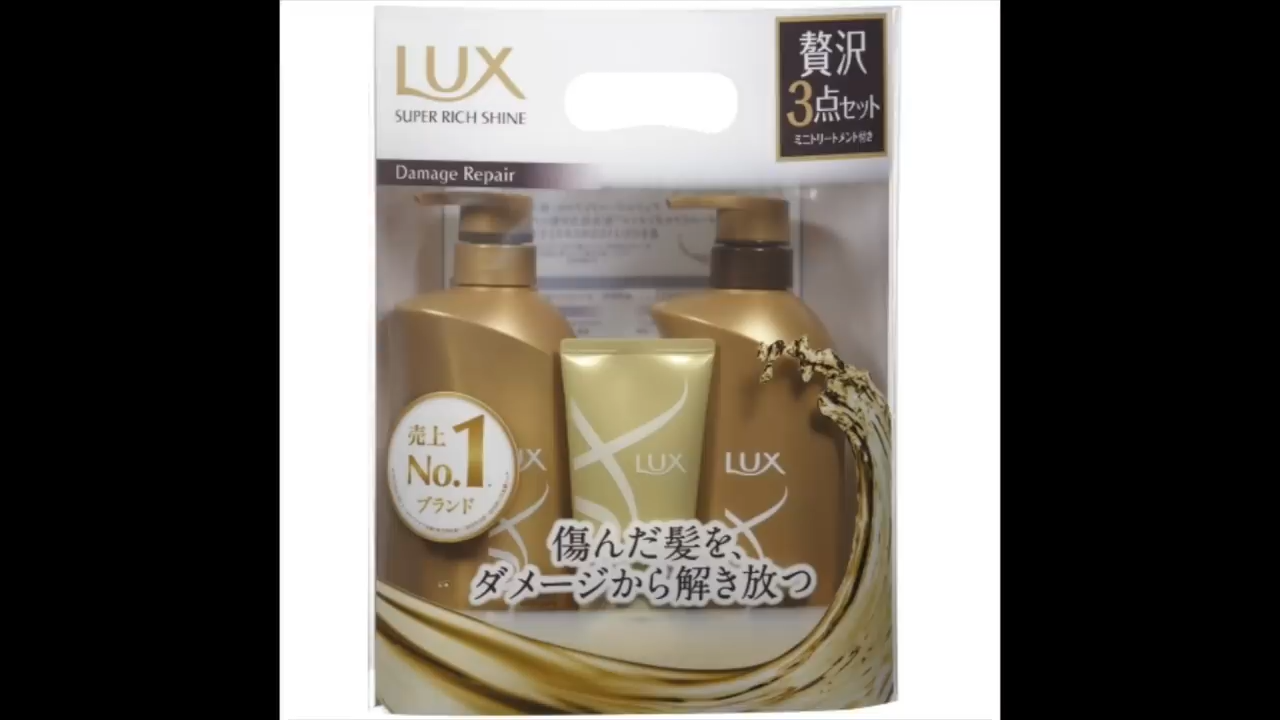 LUX
SUPER RICH SHINE
贅沢
3点セット
ミニトリートメント付き
Damage Repair
売上
No.1
ブランド
UX
LUX
LUX
傷んだ髪を、
ダメージから解き放つ